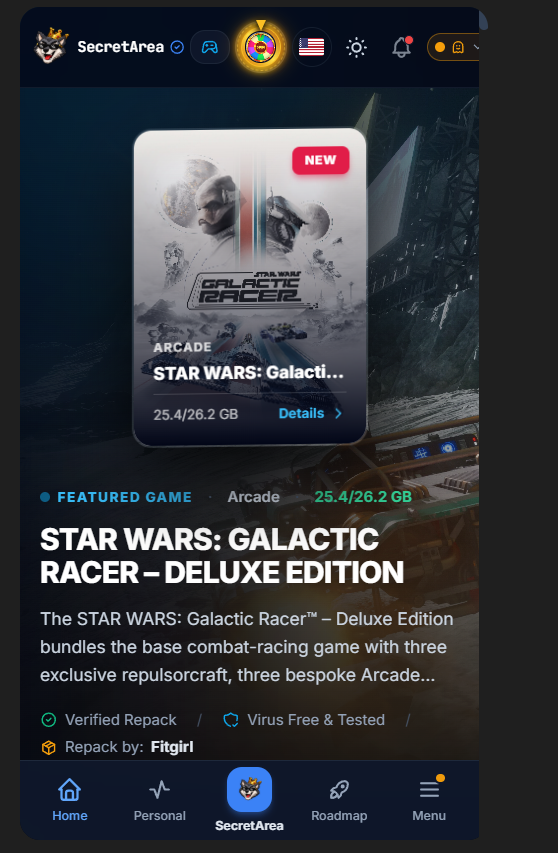 SecretArea
NEW
STAR WARS
GALACTIC
RACER
ARCADE
STAR WARS: Galacti...
25.4/26.2 GB
Details
FEATURED GAME · Arcade 25.4/26.2 GB
STAR WARS: GALACTIC
RACER – DELUXE EDITION
The STAR WARS: Galactic Racer™ – Deluxe Edition
bundles the base combat-racing game with three
exclusive repulsorcraft, three bespoke Arcade...
Verified Repack / Virus Free & Tested /
Repack by: Fitgirl
Home
Personal
SecretArea
Roadmap
Menu